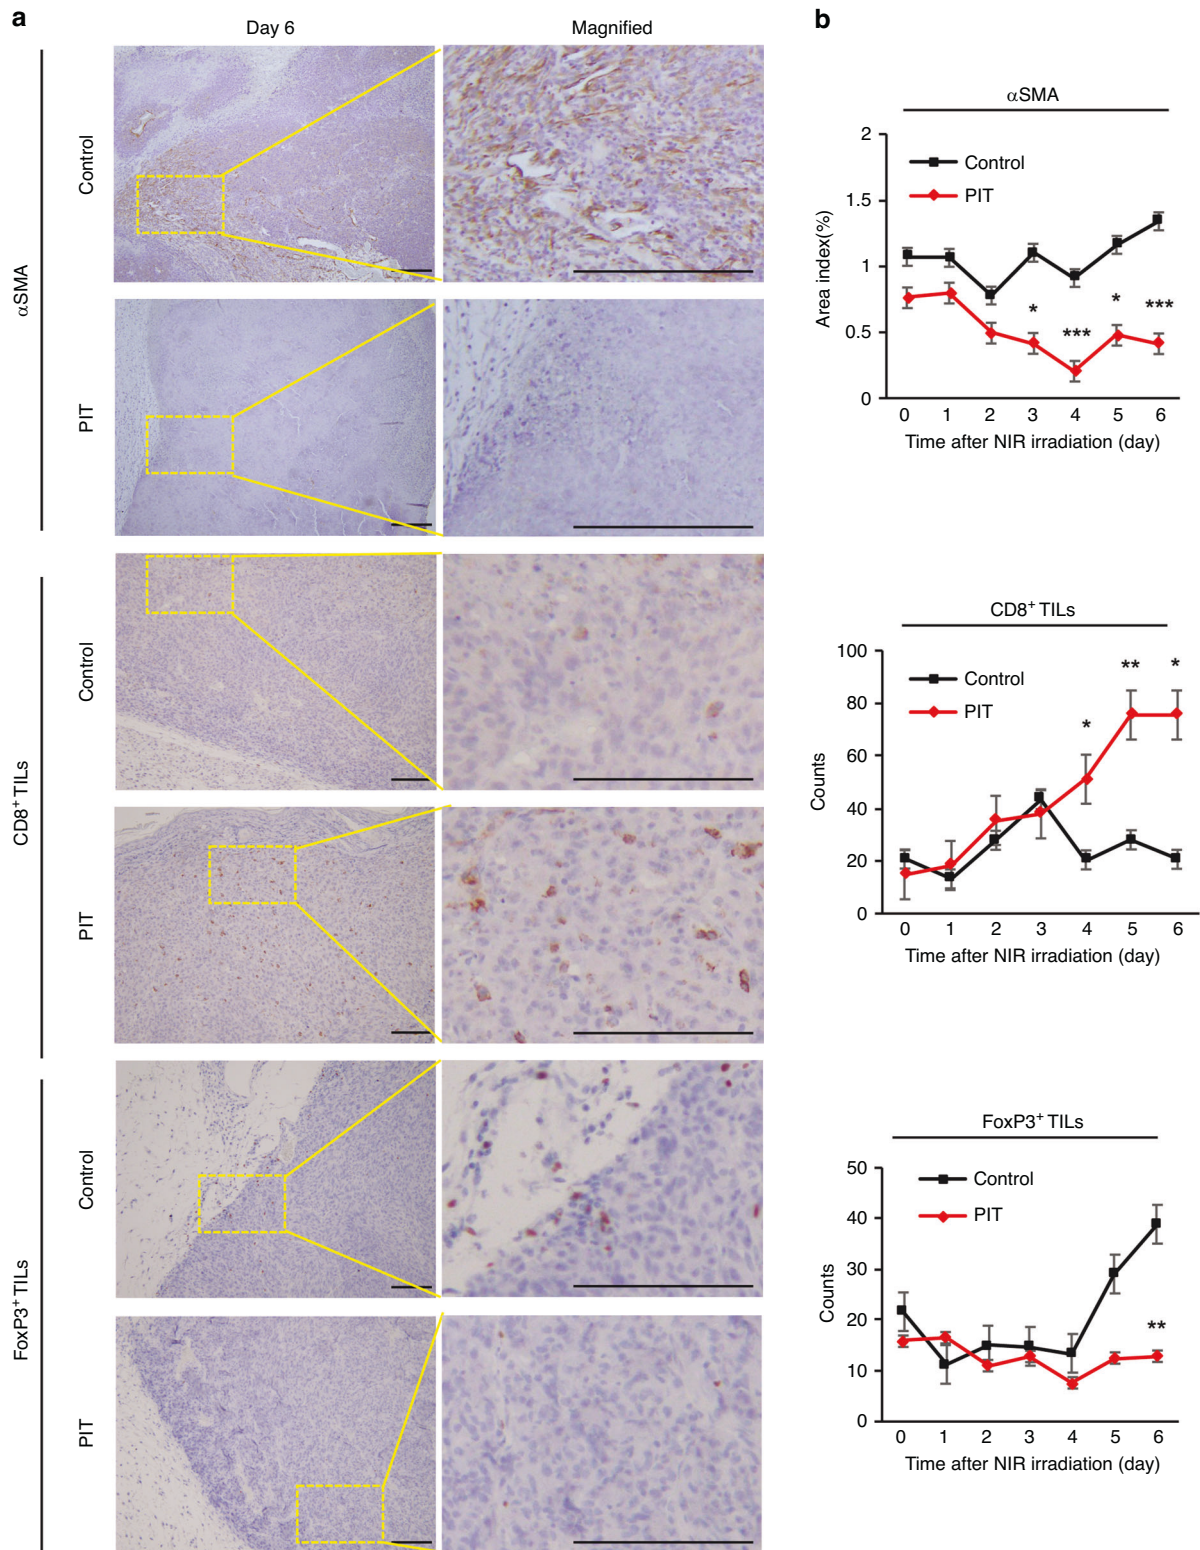 a
Day 6
Magnified
αSMA
Control
PIT
CD8⁺ TILs
Control
PIT
FoxP3⁺ TILs
Control
PIT
b
αSMA
2
1.5
1
0.5
0
Area index(%)
Control
PIT
*
***
*
***
0 1 2 3 4 5 6
Time after NIR irradiation (day)
CD8⁺ TILs
100
80
60
40
20
0
Counts
Control
PIT
*
**
*
0 1 2 3 4 5 6
Time after NIR irradiation (day)
FoxP3⁺ TILs
50
40
30
20
10
0
Counts
Control
PIT
**
0 1 2 3 4 5 6
Time after NIR irradiation (day)